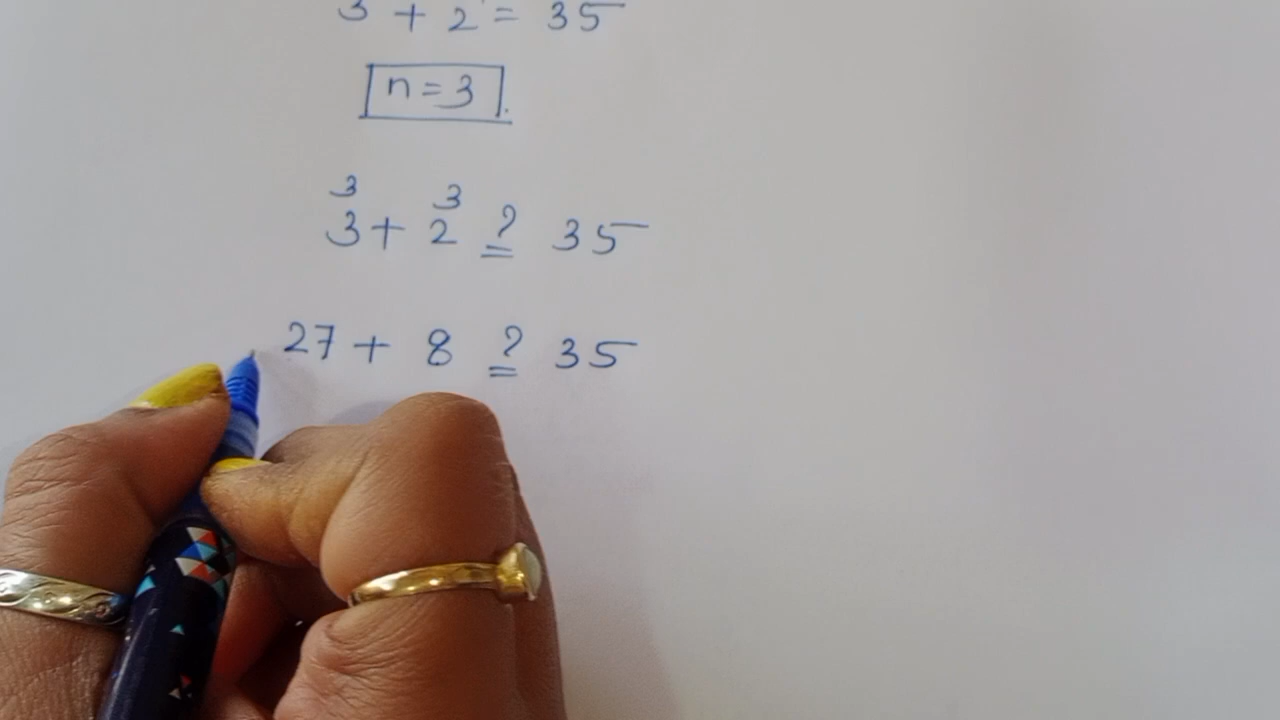 3 + 2 = 35
n = 3.
3³ + 2³ ≟ 35
27 + 8 ≟ 35